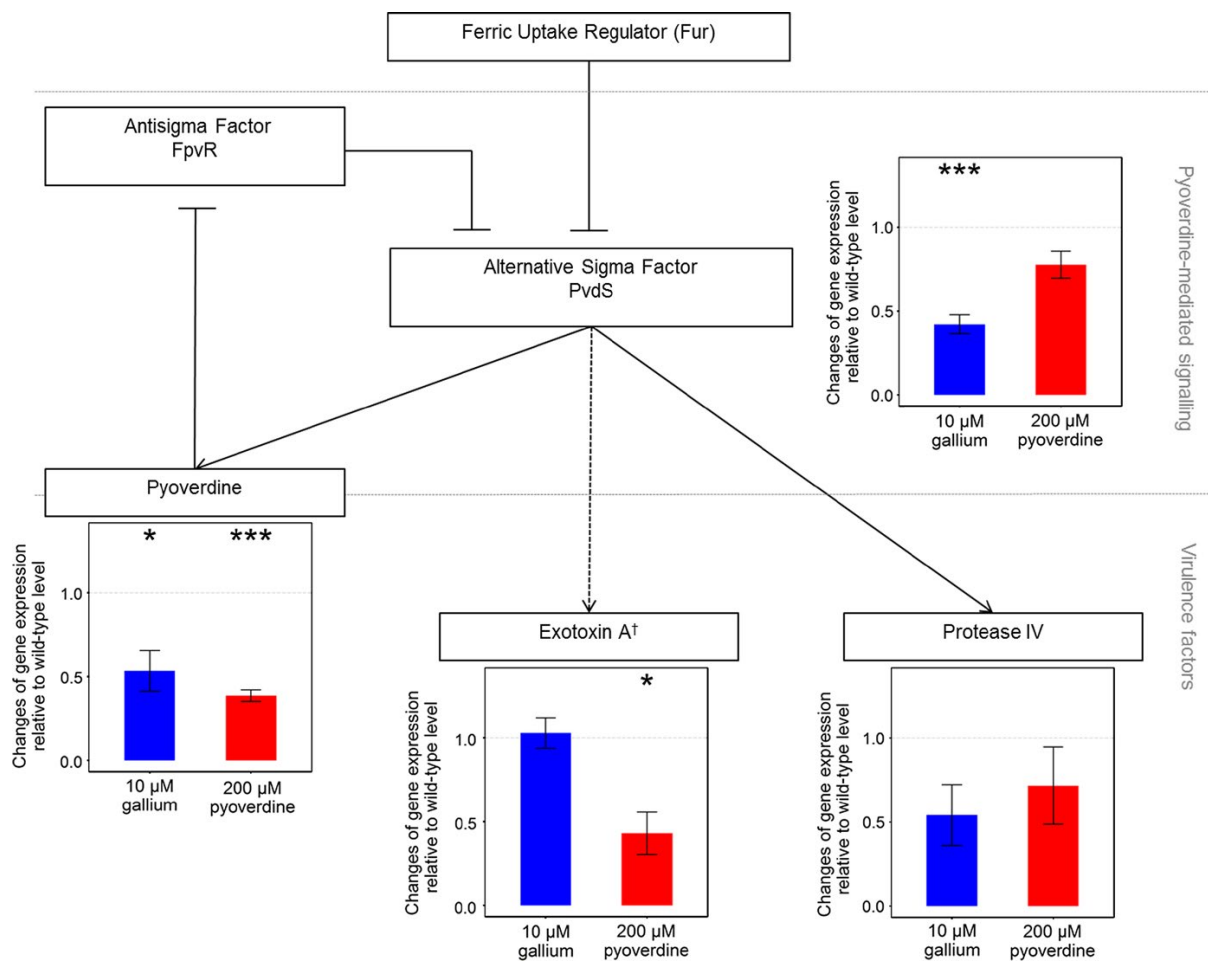 Ferric Uptake Regulator (Fur)
Antisigma Factor
FpvR
Alternative Sigma Factor
PvdS
Changes of gene expression
relative to wild-type level
***
1.0
0.5
0.0
10 µM
gallium
200 µM
pyoverdine
Pyoverdine-mediated signalling
Pyoverdine
Changes of gene expression
relative to wild-type level
*
***
1.0
0.5
0.0
10 µM
gallium
200 µM
pyoverdine
Exotoxin A†
Changes of gene expression
relative to wild-type level
*
1.0
0.5
0.0
10 µM
gallium
200 µM
pyoverdine
Protease IV
Changes of gene expression
relative to wild-type level
1.0
0.5
0.0
10 µM
gallium
200 µM
pyoverdine
Virulence factors